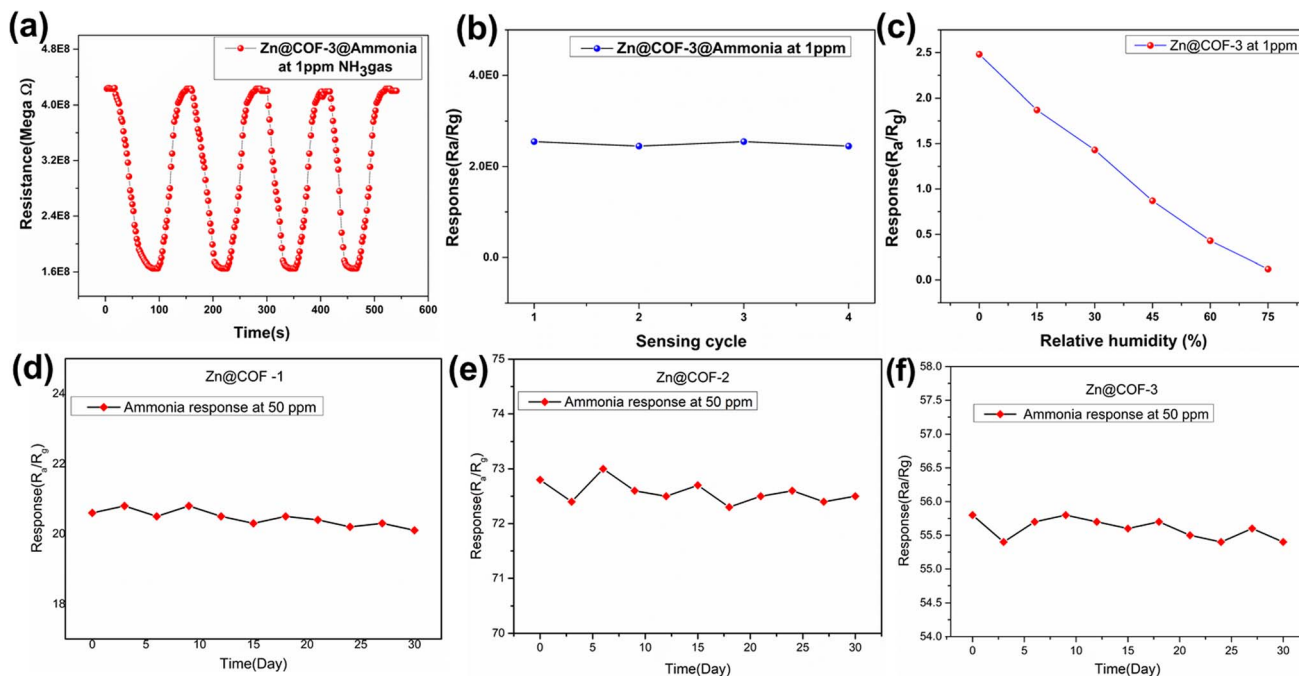 (a)
Zn@COF-3@Ammonia
at 1ppm NH3gas
Resistance(Mega Ω)
4.8E8
4.0E8
3.2E8
2.4E8
1.6E8
0 100 200 300 400 500 600
Time(s)
(b)
Zn@COF-3@Ammonia at 1ppm
Response(Ra/Rg)
4.0E0
2.0E0
0.0
1 2 3 4
Sensing cycle
(c)
Zn@COF-3 at 1ppm
Response(Ra/Rg)
2.5
2.0
1.5
1.0
0.5
0.0
0 15 30 45 60 75
Relative humidity (%)
(d)
Zn@COF -1
Ammonia response at 50 ppm
Response(Ra/Rg)
24
22
20
18
0 5 10 15 20 25 30
Time(Day)
(e)
Zn@COF-2
Ammonia response at 50 ppm
Response(Ra/Rg)
75
74
73
72
71
70
0 5 10 15 20 25 30
Time(Day)
(f)
Zn@COF-3
Ammonia response at 50 ppm
Response(Ra/Rg)
58.0
57.5
57.0
56.5
56.0
55.5
55.0
54.5
54.0
0 5 10 15 20 25 30
Time(Day)